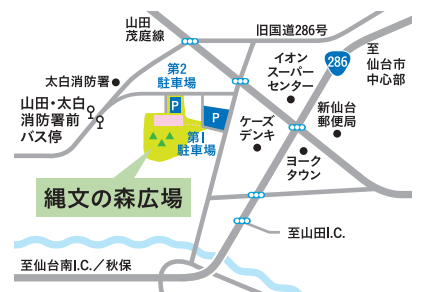 山田
茂庭線
旧国道286号
286
至
仙台市
中心部
イオン
スーパー
センター
太白消防署
第2
駐車場
P
P
山田・太白
消防署前
バス停
新仙台
郵便局
ケーズ
デンキ
第1
駐車場
ヨーク
タウン
縄文の森広場
至山田I.C.
至仙台南I.C.／秋保